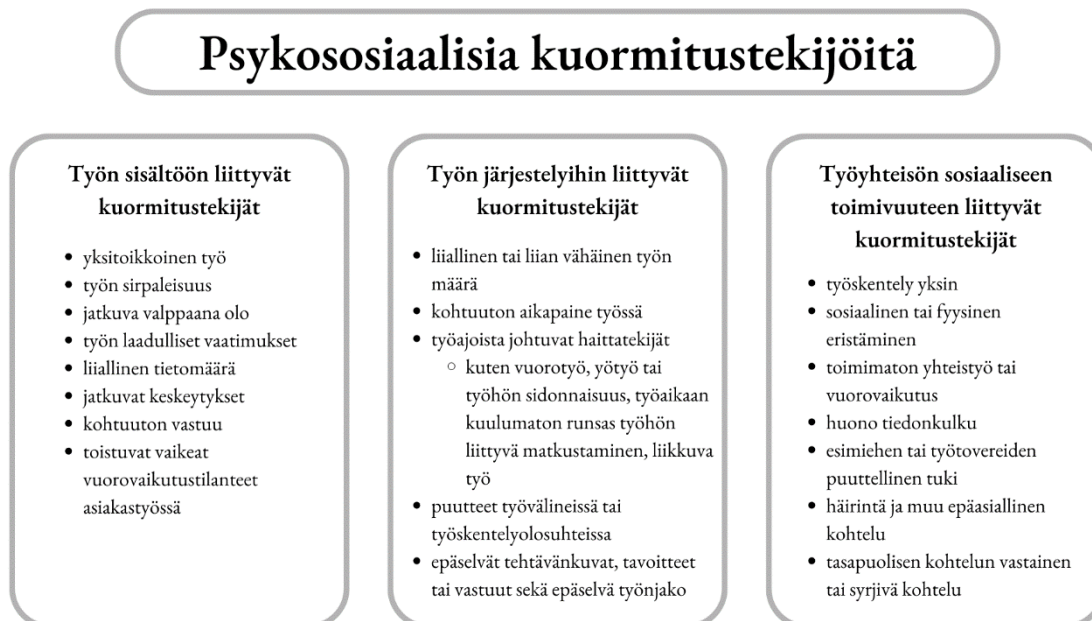 Psykososiaalisia kuormitustekijöitä
Työn sisältöön liittyvät
kuormitustekijät
• yksitoikkoinen työ
• työn sirpaleisuus
• jatkuva valppaana olo
• työn laadulliset vaatimukset
• liiallinen tietomäärä
• jatkuvat keskeytykset
• kohtuuton vastuu
• toistuvat vaikeat
vuorovaikutustilanteet
asiakastyössä
Työn järjestelyihin liittyvät
kuormitustekijät
• liiallinen tai liian vähäinen työn
määrä
• kohtuuton aikapaine työssä
• työajoista johtuvat haittatekijät
○ kuten vuorotyö, yötyö tai
työhön sidonnaisuus, työaikaan
kuulumaton runsas työhön
liittyvä matkustaminen, liikkuva
työ
• puutteet työvälineissä tai
työskentelyolosuhteissa
• epäselvät tehtävänkuvat, tavoitteet
tai vastuut sekä epäselvä työnjako
Työyhteisön sosiaaliseen
toimivuuteen liittyvät
kuormitustekijät
• työskentely yksin
• sosiaalinen tai fyysinen
eristäminen
• toimimaton yhteistyö tai
vuorovaikutus
• huono tiedonkulku
• esimiehen tai työtovereiden
puuttellinen tuki
• häirintä ja muu epäasiallinen
kohtelu
• tasapuolisen kohtelun vastainen
tai syrjivä kohtelu